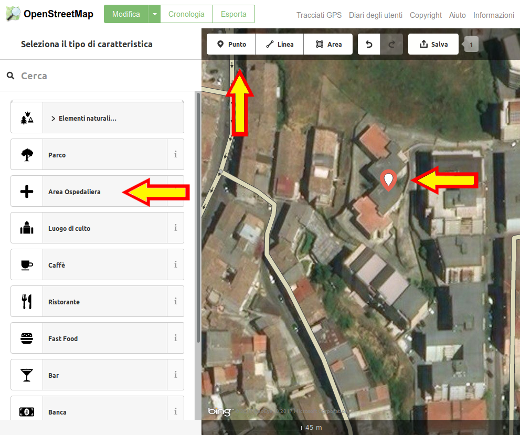 OpenStreetMap Modifica Cronologia Esporta Tracciati GPS Diari degli utenti Copyright Aiuto Informazioni
Seleziona il tipo di caratteristica
Punto Linea Area Salva 1
Cerca
> Elementi naturali...
Parco
Area Ospedaliera
Luogo di culto
Caffè
Ristorante
Fast Food
Bar
Banca
bing
45 m